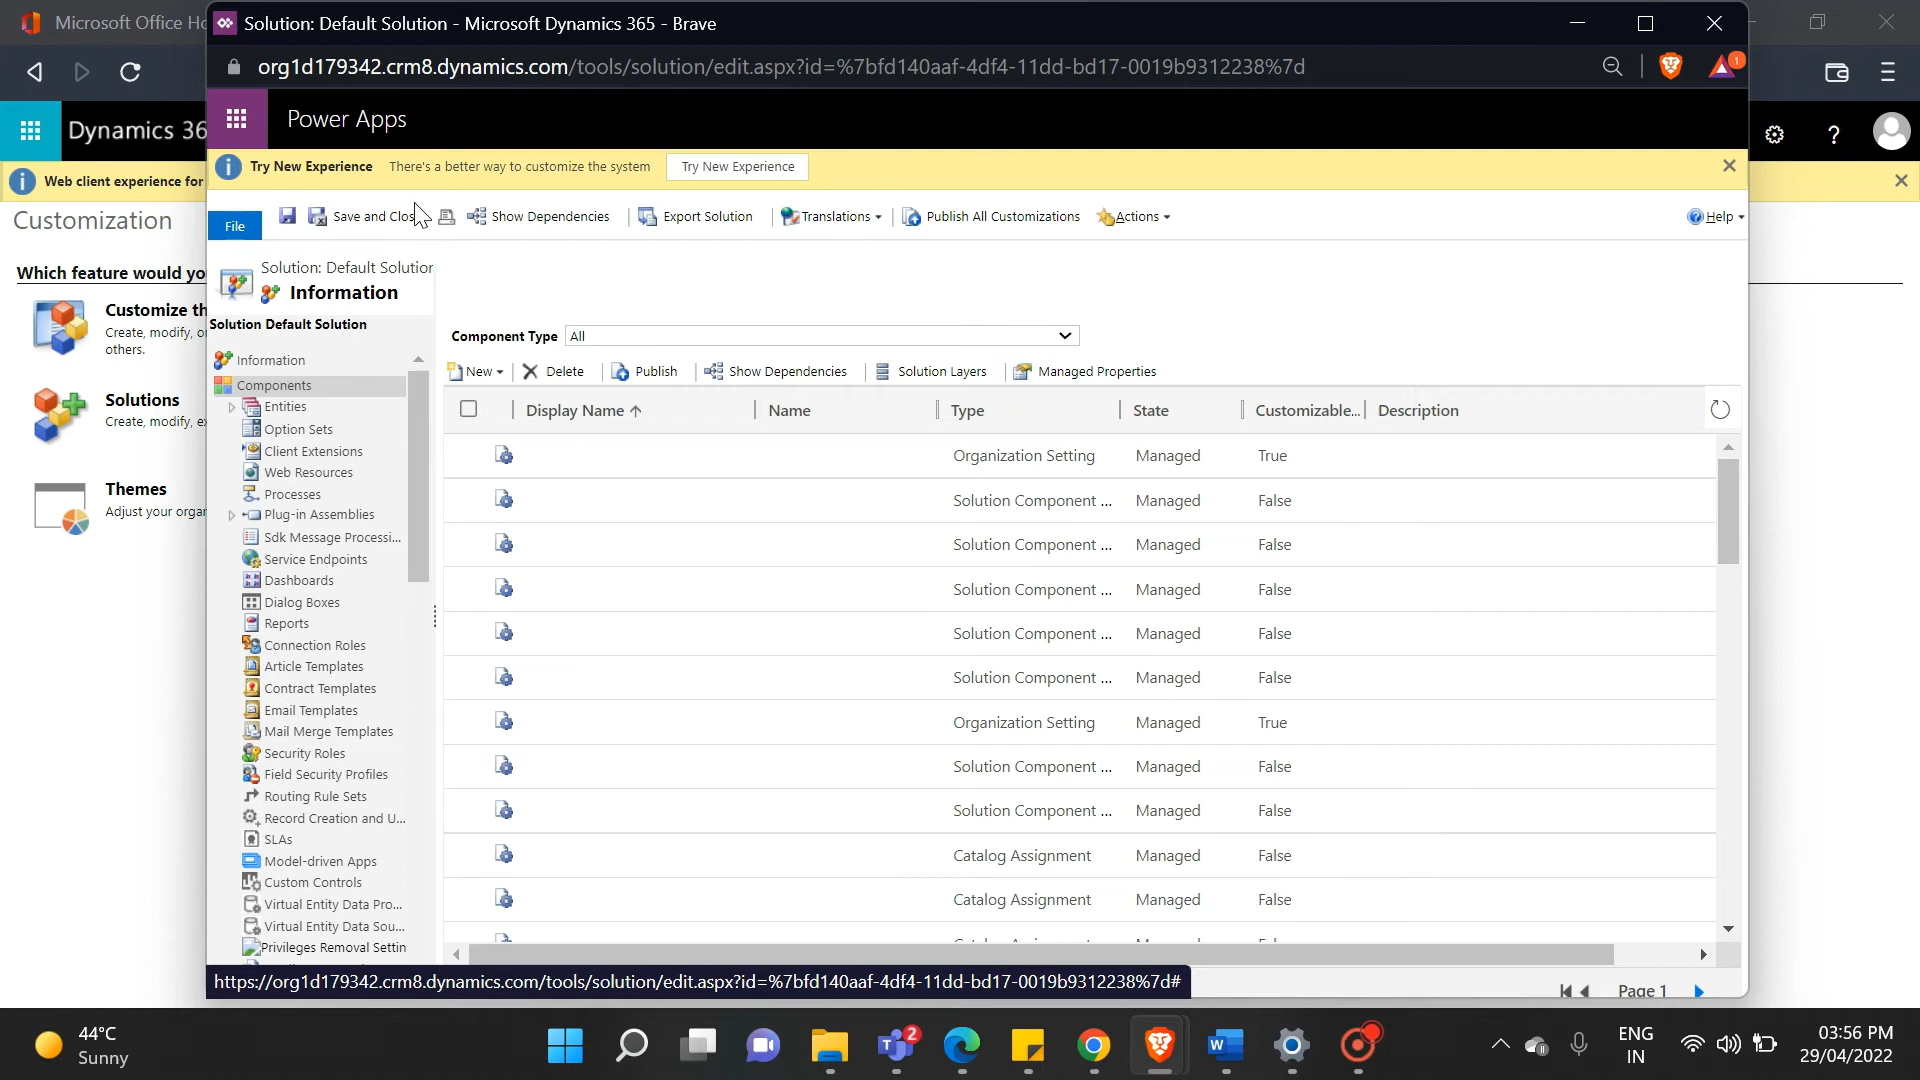 Microsoft Office Ho
Solution: Default Solution - Microsoft Dynamics 365 - Brave
org1d179342.crm8.dynamics.com/tools/solution/edit.aspx?id=%7bfd140aaf-4df4-11dd-bd17-0019b9312238%7d
1
Dynamics 36
Power Apps
?
Web client experience for
Try New Experience There's a better way to customize the system Try New Experience
Customization
File
Save and Clos
Show Dependencies
Export Solution
Translations
Publish All Customizations
Actions
Help
Which feature would yo
Customize th
Create, modify, o
others.
Solutions
Create, modify, ex
Themes
Adjust your organ
Solution: Default Solution
Information
Solution Default Solution
Information
Components
Entities
Option Sets
Client Extensions
Web Resources
Processes
Plug-in Assemblies
Sdk Message Processi...
Service Endpoints
Dashboards
Dialog Boxes
Reports
Connection Roles
Article Templates
Contract Templates
Email Templates
Mail Merge Templates
Security Roles
Field Security Profiles
Routing Rule Sets
Record Creation and U...
SLAs
Model-driven Apps
Custom Controls
Virtual Entity Data Pro...
Virtual Entity Data Sou...
Privileges Removal Settin
Component Type All
New Delete Publish Show Dependencies Solution Layers Managed Properties
Display Name Name Type State Customizable... Description
Organization Setting Managed True
Solution Component ... Managed False
Solution Component ... Managed False
Solution Component ... Managed False
Solution Component ... Managed False
Solution Component ... Managed False
Organization Setting Managed True
Solution Component ... Managed False
Solution Component ... Managed False
Catalog Assignment Managed False
Catalog Assignment Managed False
https://org1d179342.crm8.dynamics.com/tools/solution/edit.aspx?id=%7bfd140aaf-4df4-11dd-bd17-0019b9312238%7d#
Page 1
44°C
Sunny
2
ENG
IN
03:56 PM
29/04/2022